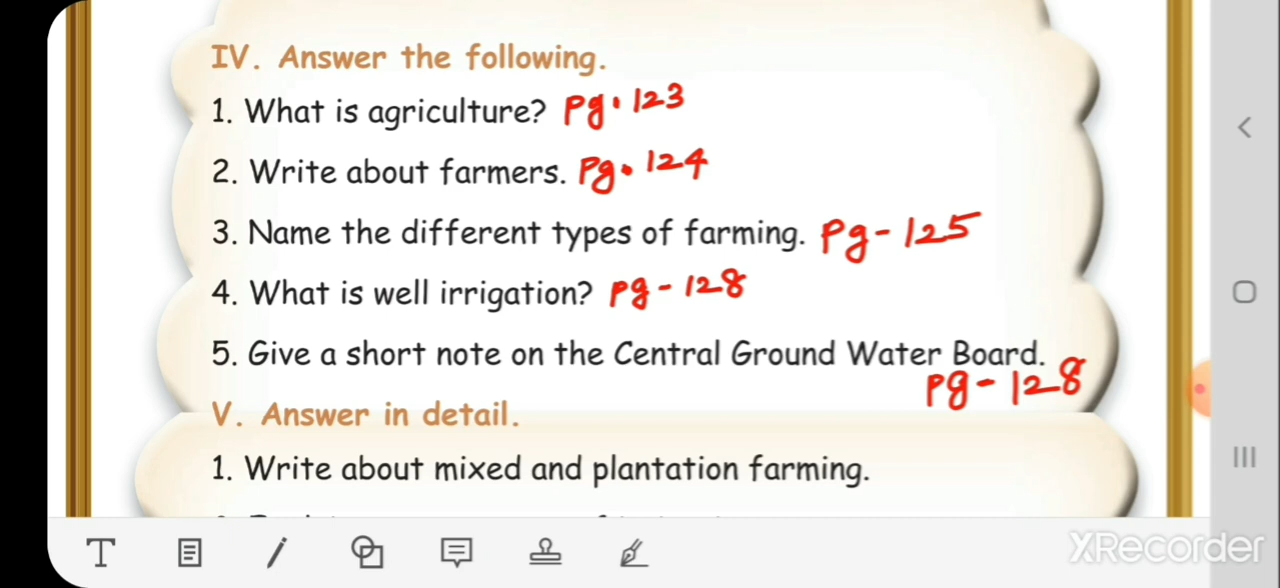 IV. Answer the following.
1. What is agriculture? Pg. 123
2. Write about farmers. Pg. 124
3. Name the different types of farming. Pg - 125
4. What is well irrigation? Pg - 128
5. Give a short note on the Central Ground Water Board.
Pg - 128
V. Answer in detail.
1. Write about mixed and plantation farming.
T
XRecorder